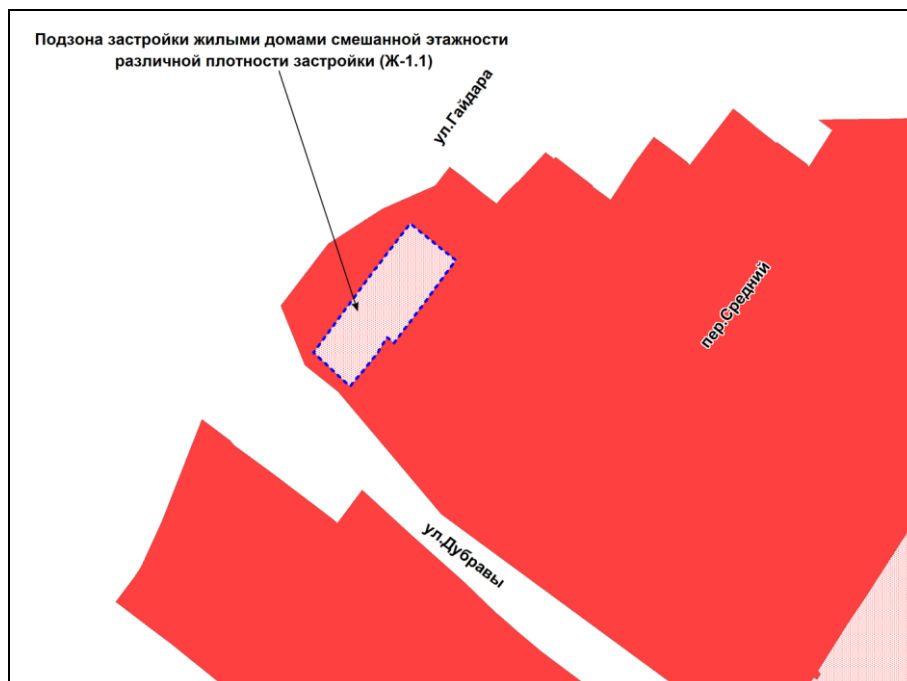 Подзона застройки жилыми домами смешанной этажности
различной плотности застройки (Ж-1.1)
ул.Гайдара
пер.Средний
ул.Дубравы